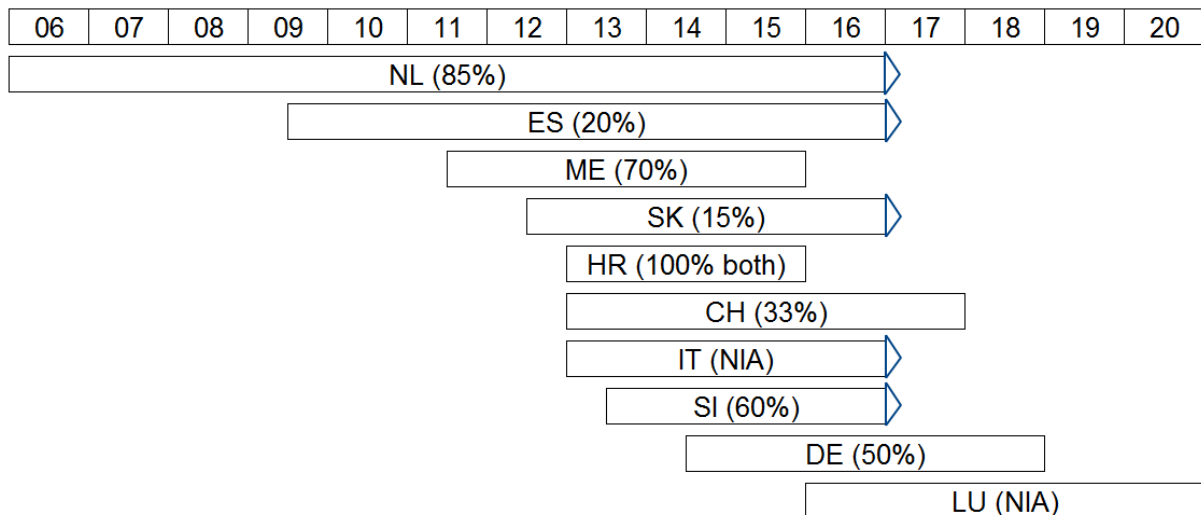 06 07 08 09 10 11 12 13 14 15 16 17 18 19 20
NL (85%)
ES (20%)
ME (70%)
SK (15%)
HR (100% both)
CH (33%)
IT (NIA)
SI (60%)
DE (50%)
LU (NIA)